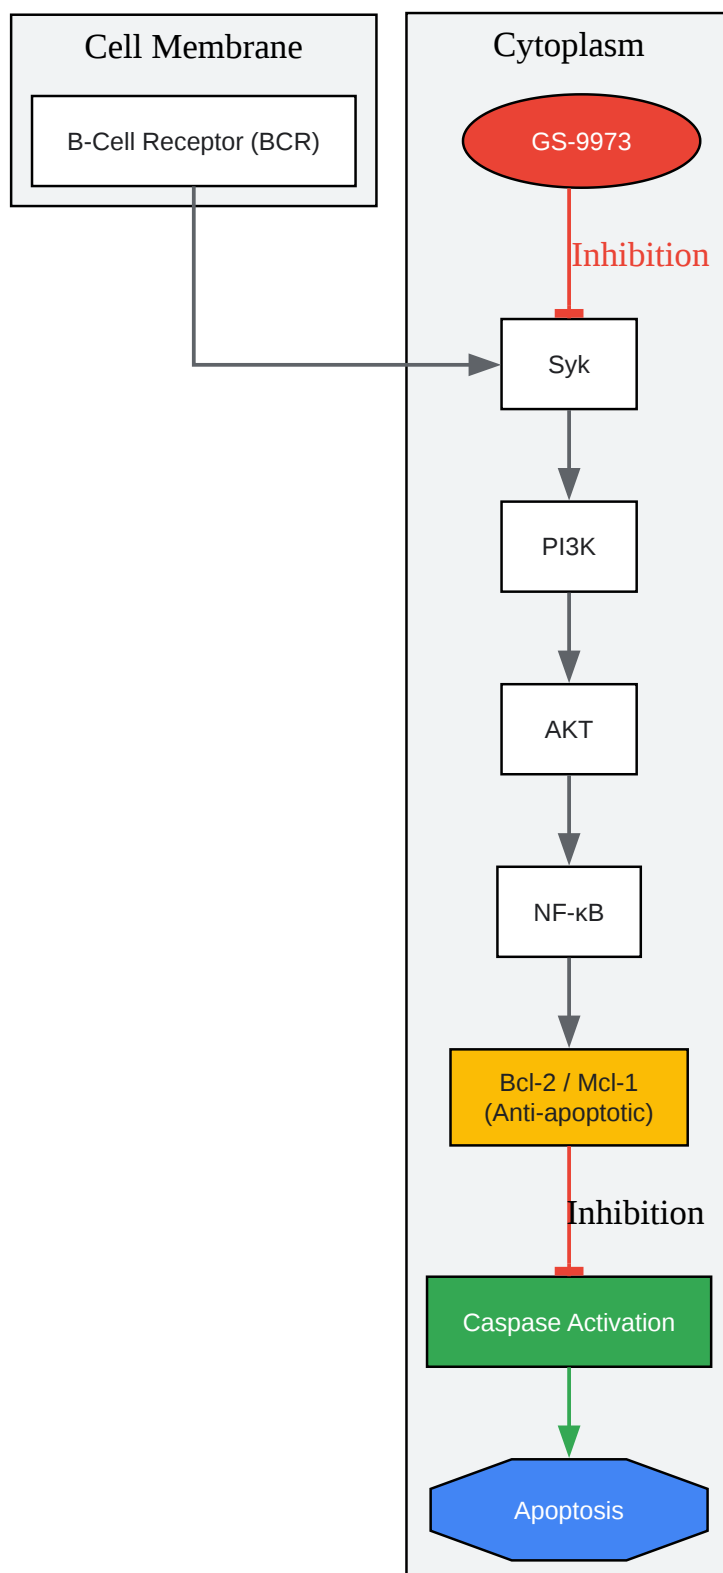 Cell Membrane
B-Cell Receptor (BCR)
Cytoplasm
GS-9973
Inhibition
Syk
PI3K
AKT
NF-κB
Bcl-2 / Mcl-1
(Anti-apoptotic)
Inhibition
Caspase Activation
Apoptosis